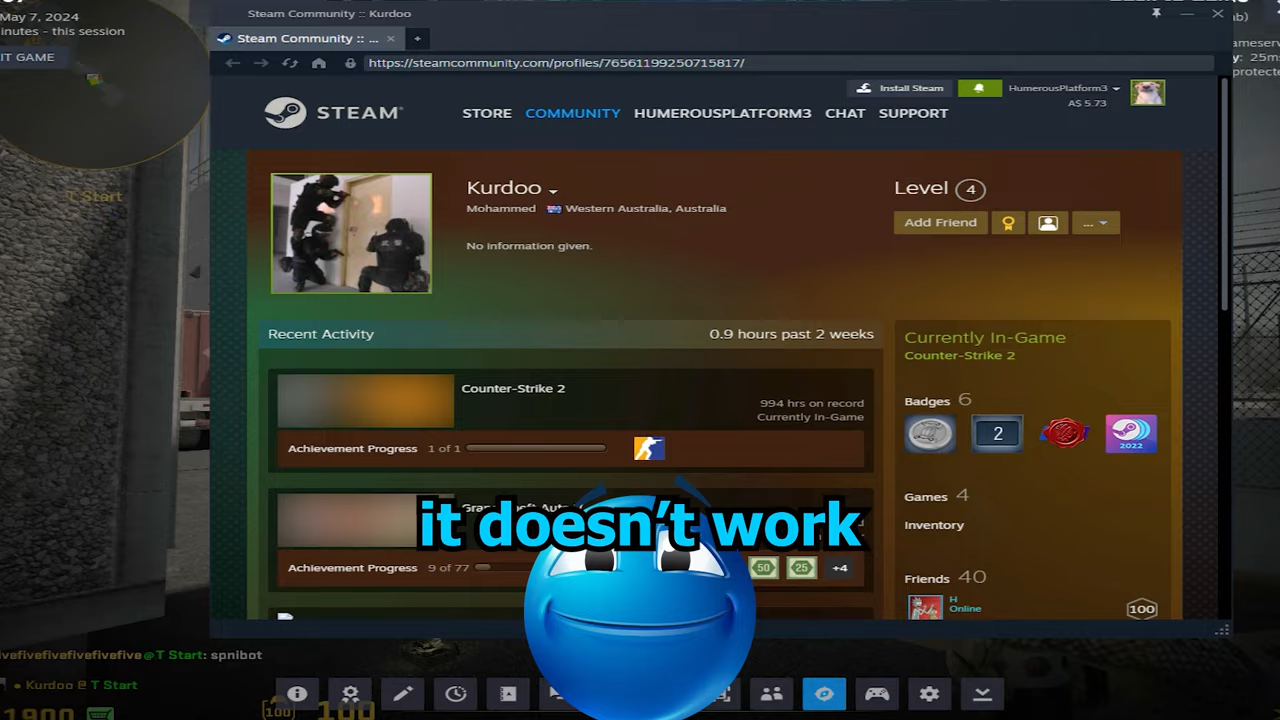 May 7, 2024
inutes - this session
IT GAME
T Start
Steam Community :: Kurdoo
Steam Community :: ...
https://steamcommunity.com/profiles/76561199250715817/
Install Steam
HumerousPlatform3
A$ 5.73
STEAM
STORE COMMUNITY HUMEROUSPLATFORM3 CHAT SUPPORT
Kurdoo
Mohammed Western Australia, Australia
No information given.
Level 4
Add Friend
...
Recent Activity 0.9 hours past 2 weeks
Counter-Strike 2
994 hrs on record
Currently In-Game
Achievement Progress 1 of 1
Achievement Progress 9 of 77
50 25 +4
Currently In-Game
Counter-Strike 2
Badges 6
2
2022
Games 4
Inventory
Friends 40
H
Online
100
it doesn't work
ivefivefivefivefivefive@T Start: spnibot
Kurdoo @ T Start
100
100